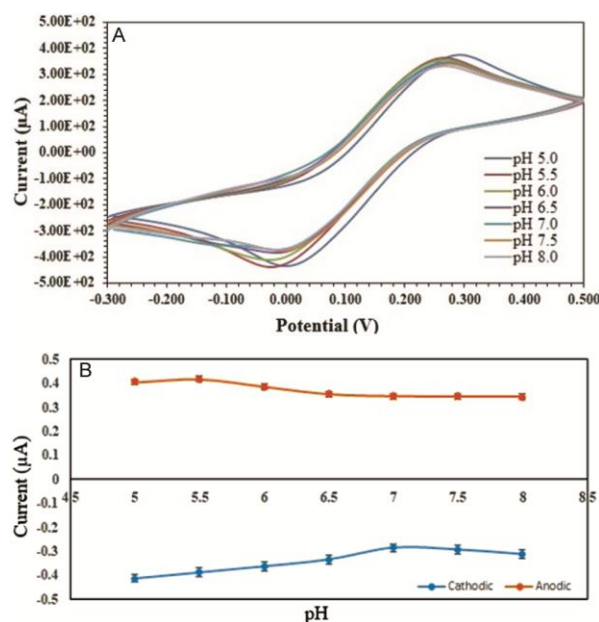 A
5.00E+02
4.00E+02
3.00E+02
2.00E+02
1.00E+02
0.00E+02
-1.00E+02
-2.00E+02
-3.00E+02
-4.00E+02
-5.00E+02
Current (µA)
pH 5.0
pH 5.5
pH 6.0
pH 6.5
pH 7.0
pH 7.5
pH 8.0
-0.300 -0.100 0.000 0.100 0.200 0.300 0.500
Potential (V)
B
0.5
0.4
0.3
0.2
0.1
0
4.5 5 5.5 6 6.5 7 7.5 8 8.5
-0.1
-0.2
-0.3
-0.4
-0.5
Current (µA)
Cathodic Anodic
pH